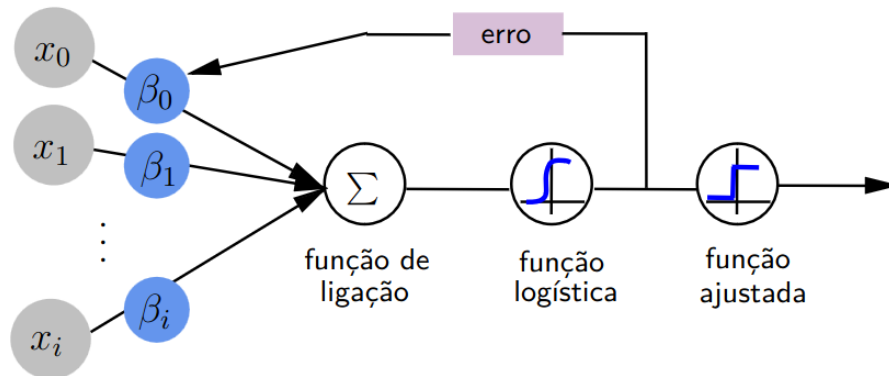 x₀
β₀
erro
x₁
β₁
∑
⋮
função de
ligação
função
logística
função
ajustada
xᵢ
βᵢ